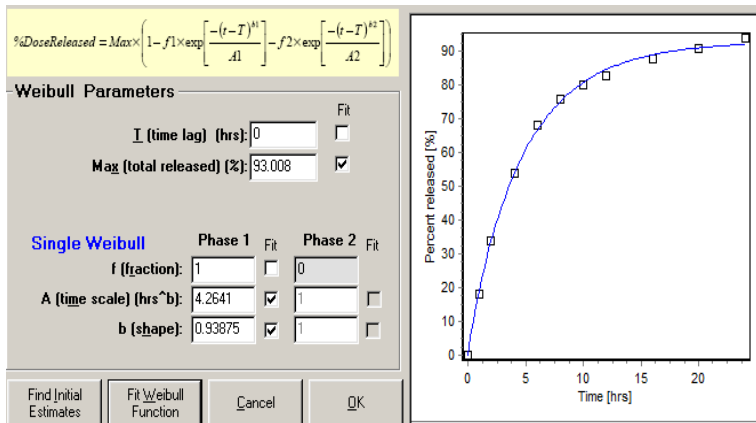 %DoseReleased = Max×(1−f1×exp[−(t−T)^b1/A1]−f2×exp[−(t−T)^b2/A2])
Weibull Parameters
Fit
T (time lag) (hrs): 0
Max (total released) (%): 93.008
Single Weibull Phase 1 Fit Phase 2 Fit
f (fraction): 1 0
A (time scale) (hrs^b): 4.2641 1
b (shape): 0.93875 1
Find Initial Estimates
Fit Weibull Function
Cancel
OK
Percent released [%]
90
80
70
60
50
40
30
20
10
0
0 5 10 15 20
Time [hrs]